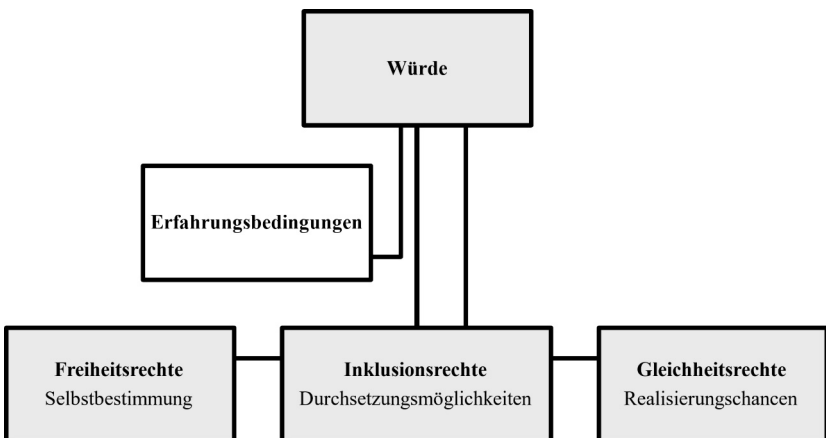 Würde
Erfahrungsbedingungen
Freiheitsrechte
Selbstbestimmung
Inklusionsrechte
Durchsetzungsmöglichkeiten
Gleichheitsrechte
Realisierungschancen